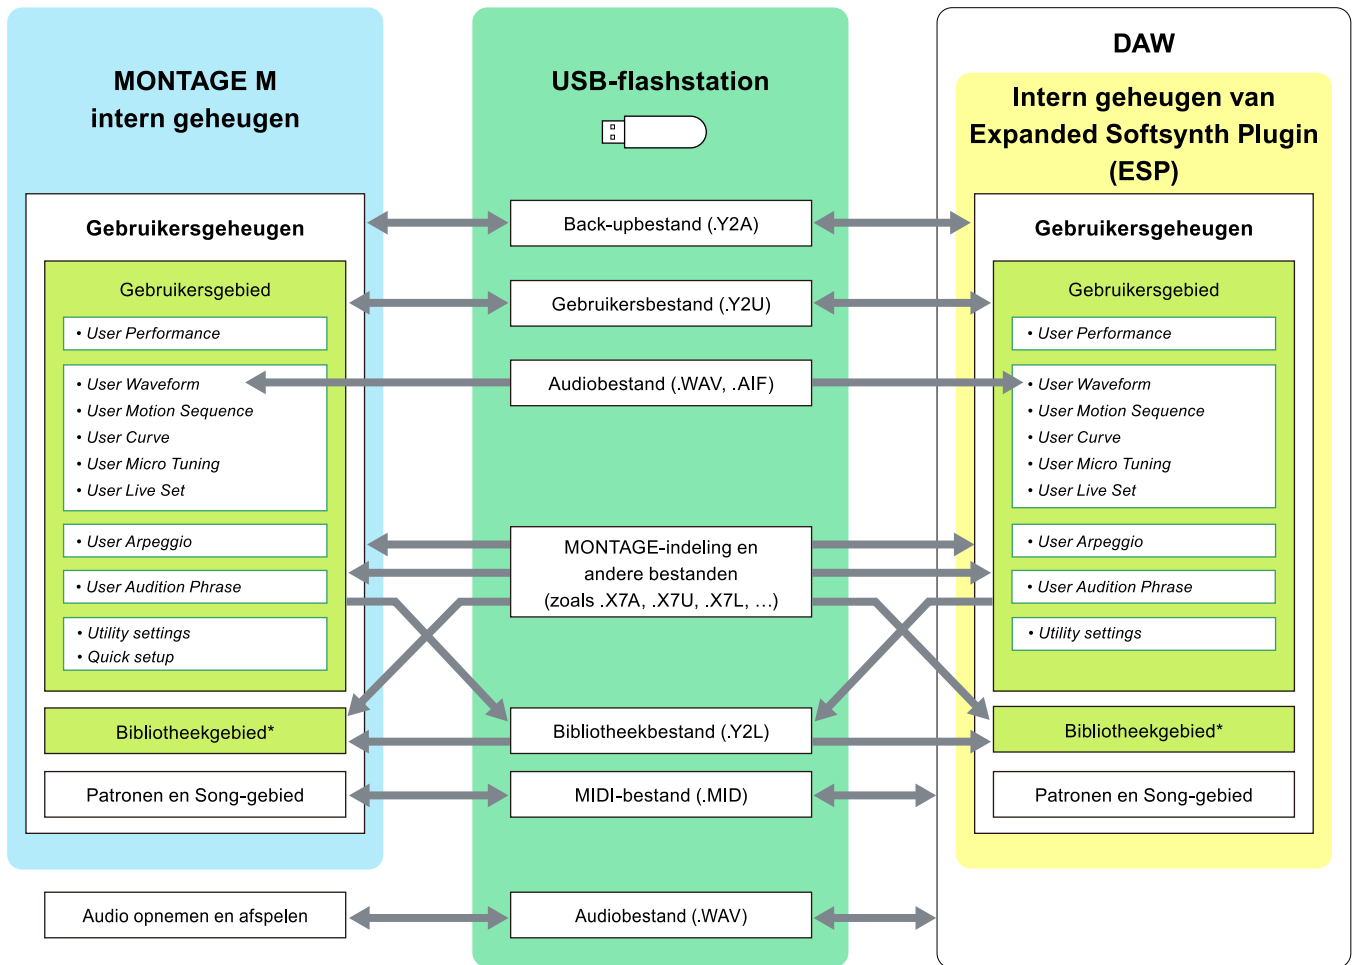 MONTAGE M
intern geheugen
Gebruikersgeheugen
Gebruikersgebied
• User Performance
• User Waveform
• User Motion Sequence
• User Curve
• User Micro Tuning
• User Live Set
• User Arpeggio
• User Audition Phrase
• Utility settings
• Quick setup
Bibliotheekgebied*
Patronen en Song-gebied
Audio opnemen en afspelen
USB-flashstation
Back-upbestand (.Y2A)
Gebruikersbestand (.Y2U)
Audiobestand (.WAV, .AIF)
MONTAGE-indeling en
andere bestanden
(zoals .X7A, .X7U, .X7L, …)
Bibliotheekbestand (.Y2L)
MIDI-bestand (.MID)
Audiobestand (.WAV)
DAW
Intern geheugen van
Expanded Softsynth Plugin
(ESP)
Gebruikersgeheugen
Gebruikersgebied
• User Performance
• User Waveform
• User Motion Sequence
• User Curve
• User Micro Tuning
• User Live Set
• User Arpeggio
• User Audition Phrase
• Utility settings
Bibliotheekgebied*
Patronen en Song-gebied